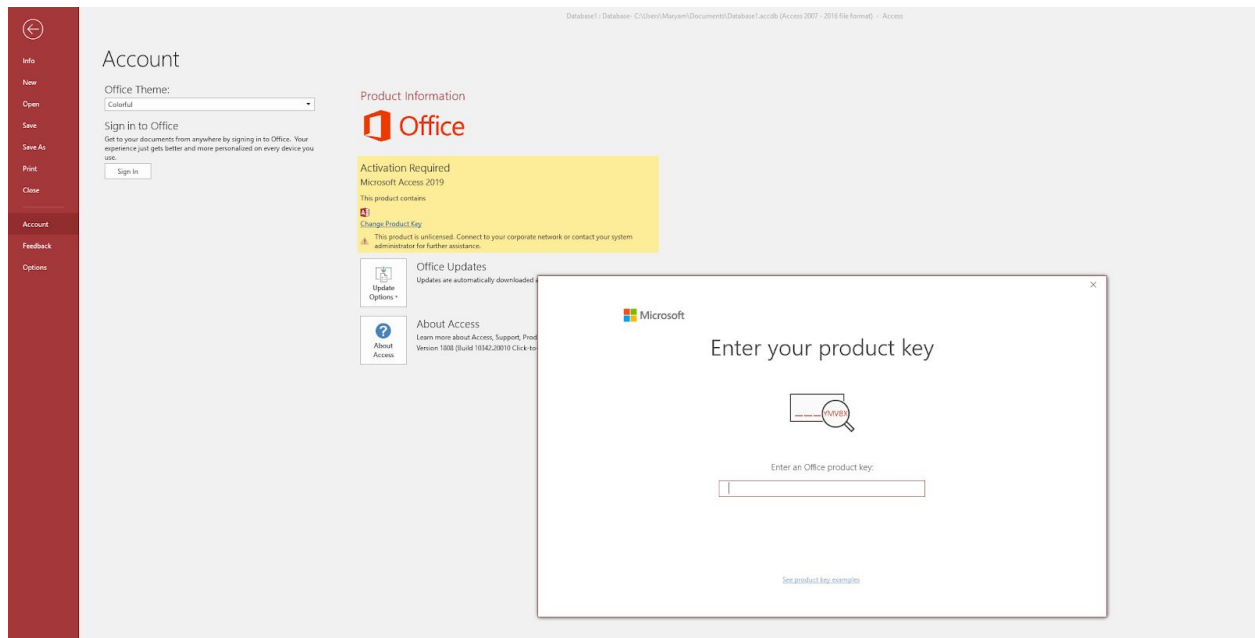 Database1 : Database- C:\Users\Maryam\Documents\Database1.accdb (Access 2007 - 2016 file format) - Access
Info
New
Open
Save
Save As
Print
Close
Account
Feedback
Options
Account
Office Theme:
Colorful
Sign in to Office
Get to your documents from anywhere by signing in to Office. Your
experience just gets better and more personalized on every device you
use.
Sign In
Product Information
Office
Activation Required
Microsoft Access 2019
This product contains
Change Product Key
This product is unlicensed. Connect to your corporate network or contact your system
administrator for further assistance.
Update
Options
Office Updates
Updates are automatically downloaded
About
Access
About Access
Learn more about Access, Support, Prod
Version 1808 (Build 10342.20010 Click-to-
Microsoft
Enter your product key
YMVBX
Enter an Office product key:
See product key examples